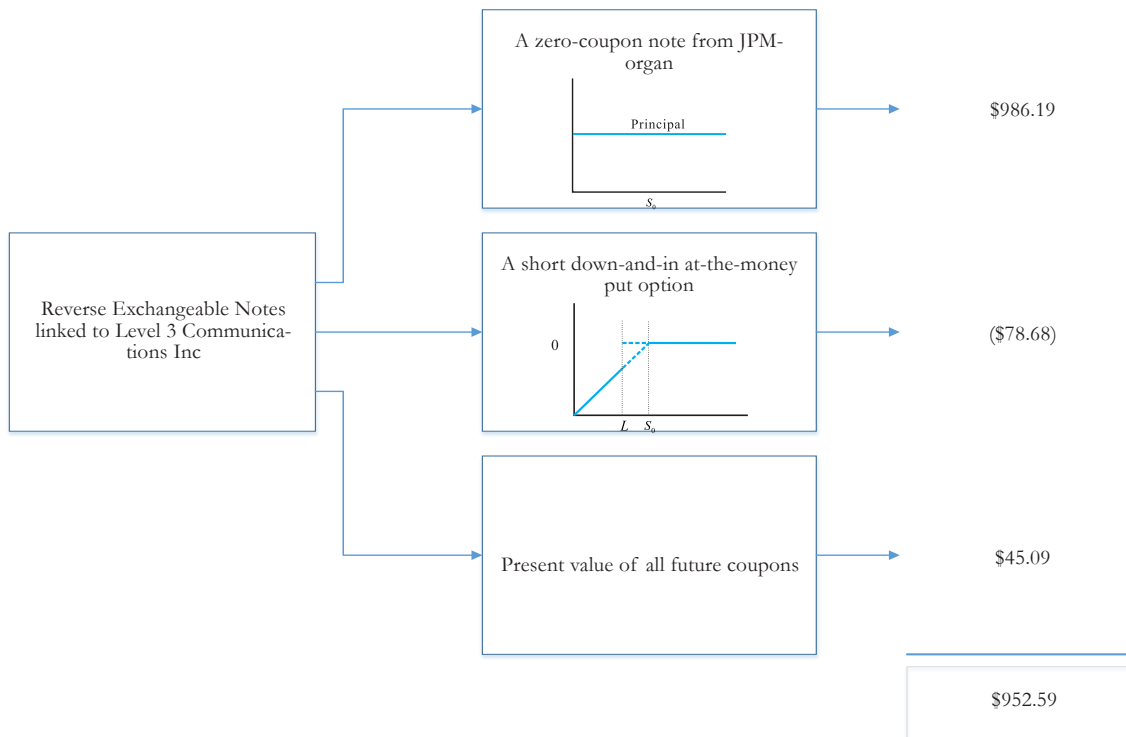 A zero-coupon note from JPM-
organ
Principal
S₀
$986.19
Reverse Exchangeable Notes
linked to Level 3 Communica-
tions Inc
A short down-and-in at-the-money
put option
0
L S₀
($78.68)
Present value of all future coupons
$45.09
$952.59